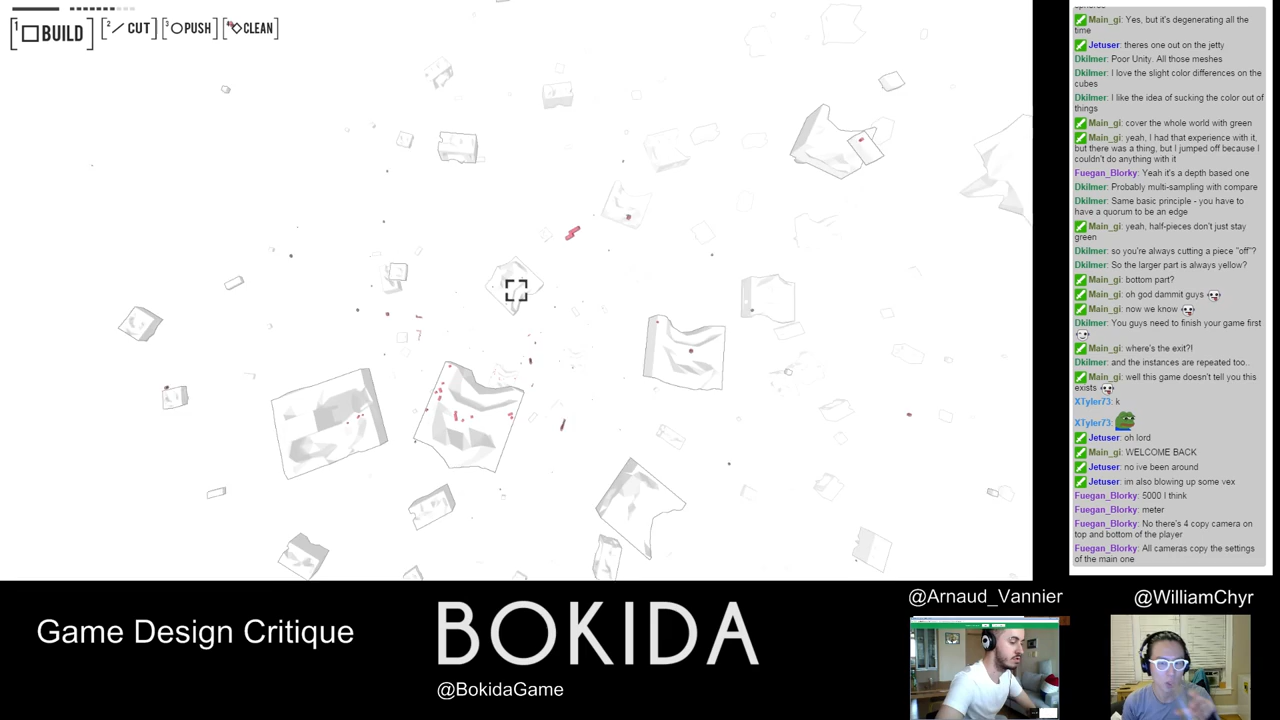 1 BUILD 2 CUT 3 PUSH 4 CLEAN
Main_gi: Yes, but it's degenerating all the
time
Jetuser: theres one out on the jetty
Dkilmer: Poor Unity. All those meshes
Dkilmer: I love the slight color differences on the
cubes
Dkilmer: I like the idea of sucking the color out of
things
Main_gi: cover the whole world with green
Main_gi: yeah, I had that experience with it,
but there was a thing, but I jumped off because I
couldn't do anything with it
Fuegan_Blorky: Yeah it's a depth based one
Dkilmer: Probably multi-sampling with compare
Dkilmer: Same basic principle - you have to
have a quorum to be an edge
Main_gi: yeah, half-pieces don't just stay
green
Dkilmer: so you're always cutting a piece "off"?
Dkilmer: So the larger part is always yellow?
Main_gi: bottom part?
Main_gi: oh god dammit guys
Main_gi: now we know
Dkilmer: You guys need to finish your game first
Main_gi: where's the exit?!
Dkilmer: and the instances are repeated too..
Main_gi: well this game doesn't tell you this
exists
XTyler73: k
XTyler73:
Jetuser: oh lord
Main_gi: WELCOME BACK
Jetuser: no ive been around
Jetuser: im also blowing up some vex
Fuegan_Blorky: 5000 I think
Fuegan_Blorky: meter
Fuegan_Blorky: No there's 4 copy camera on
top and bottom of the player
Fuegan_Blorky: All cameras copy the settings
of the main one
Game Design Critique
BOKIDA
@BokidaGame
@Arnaud_Vannier
@WilliamChyr